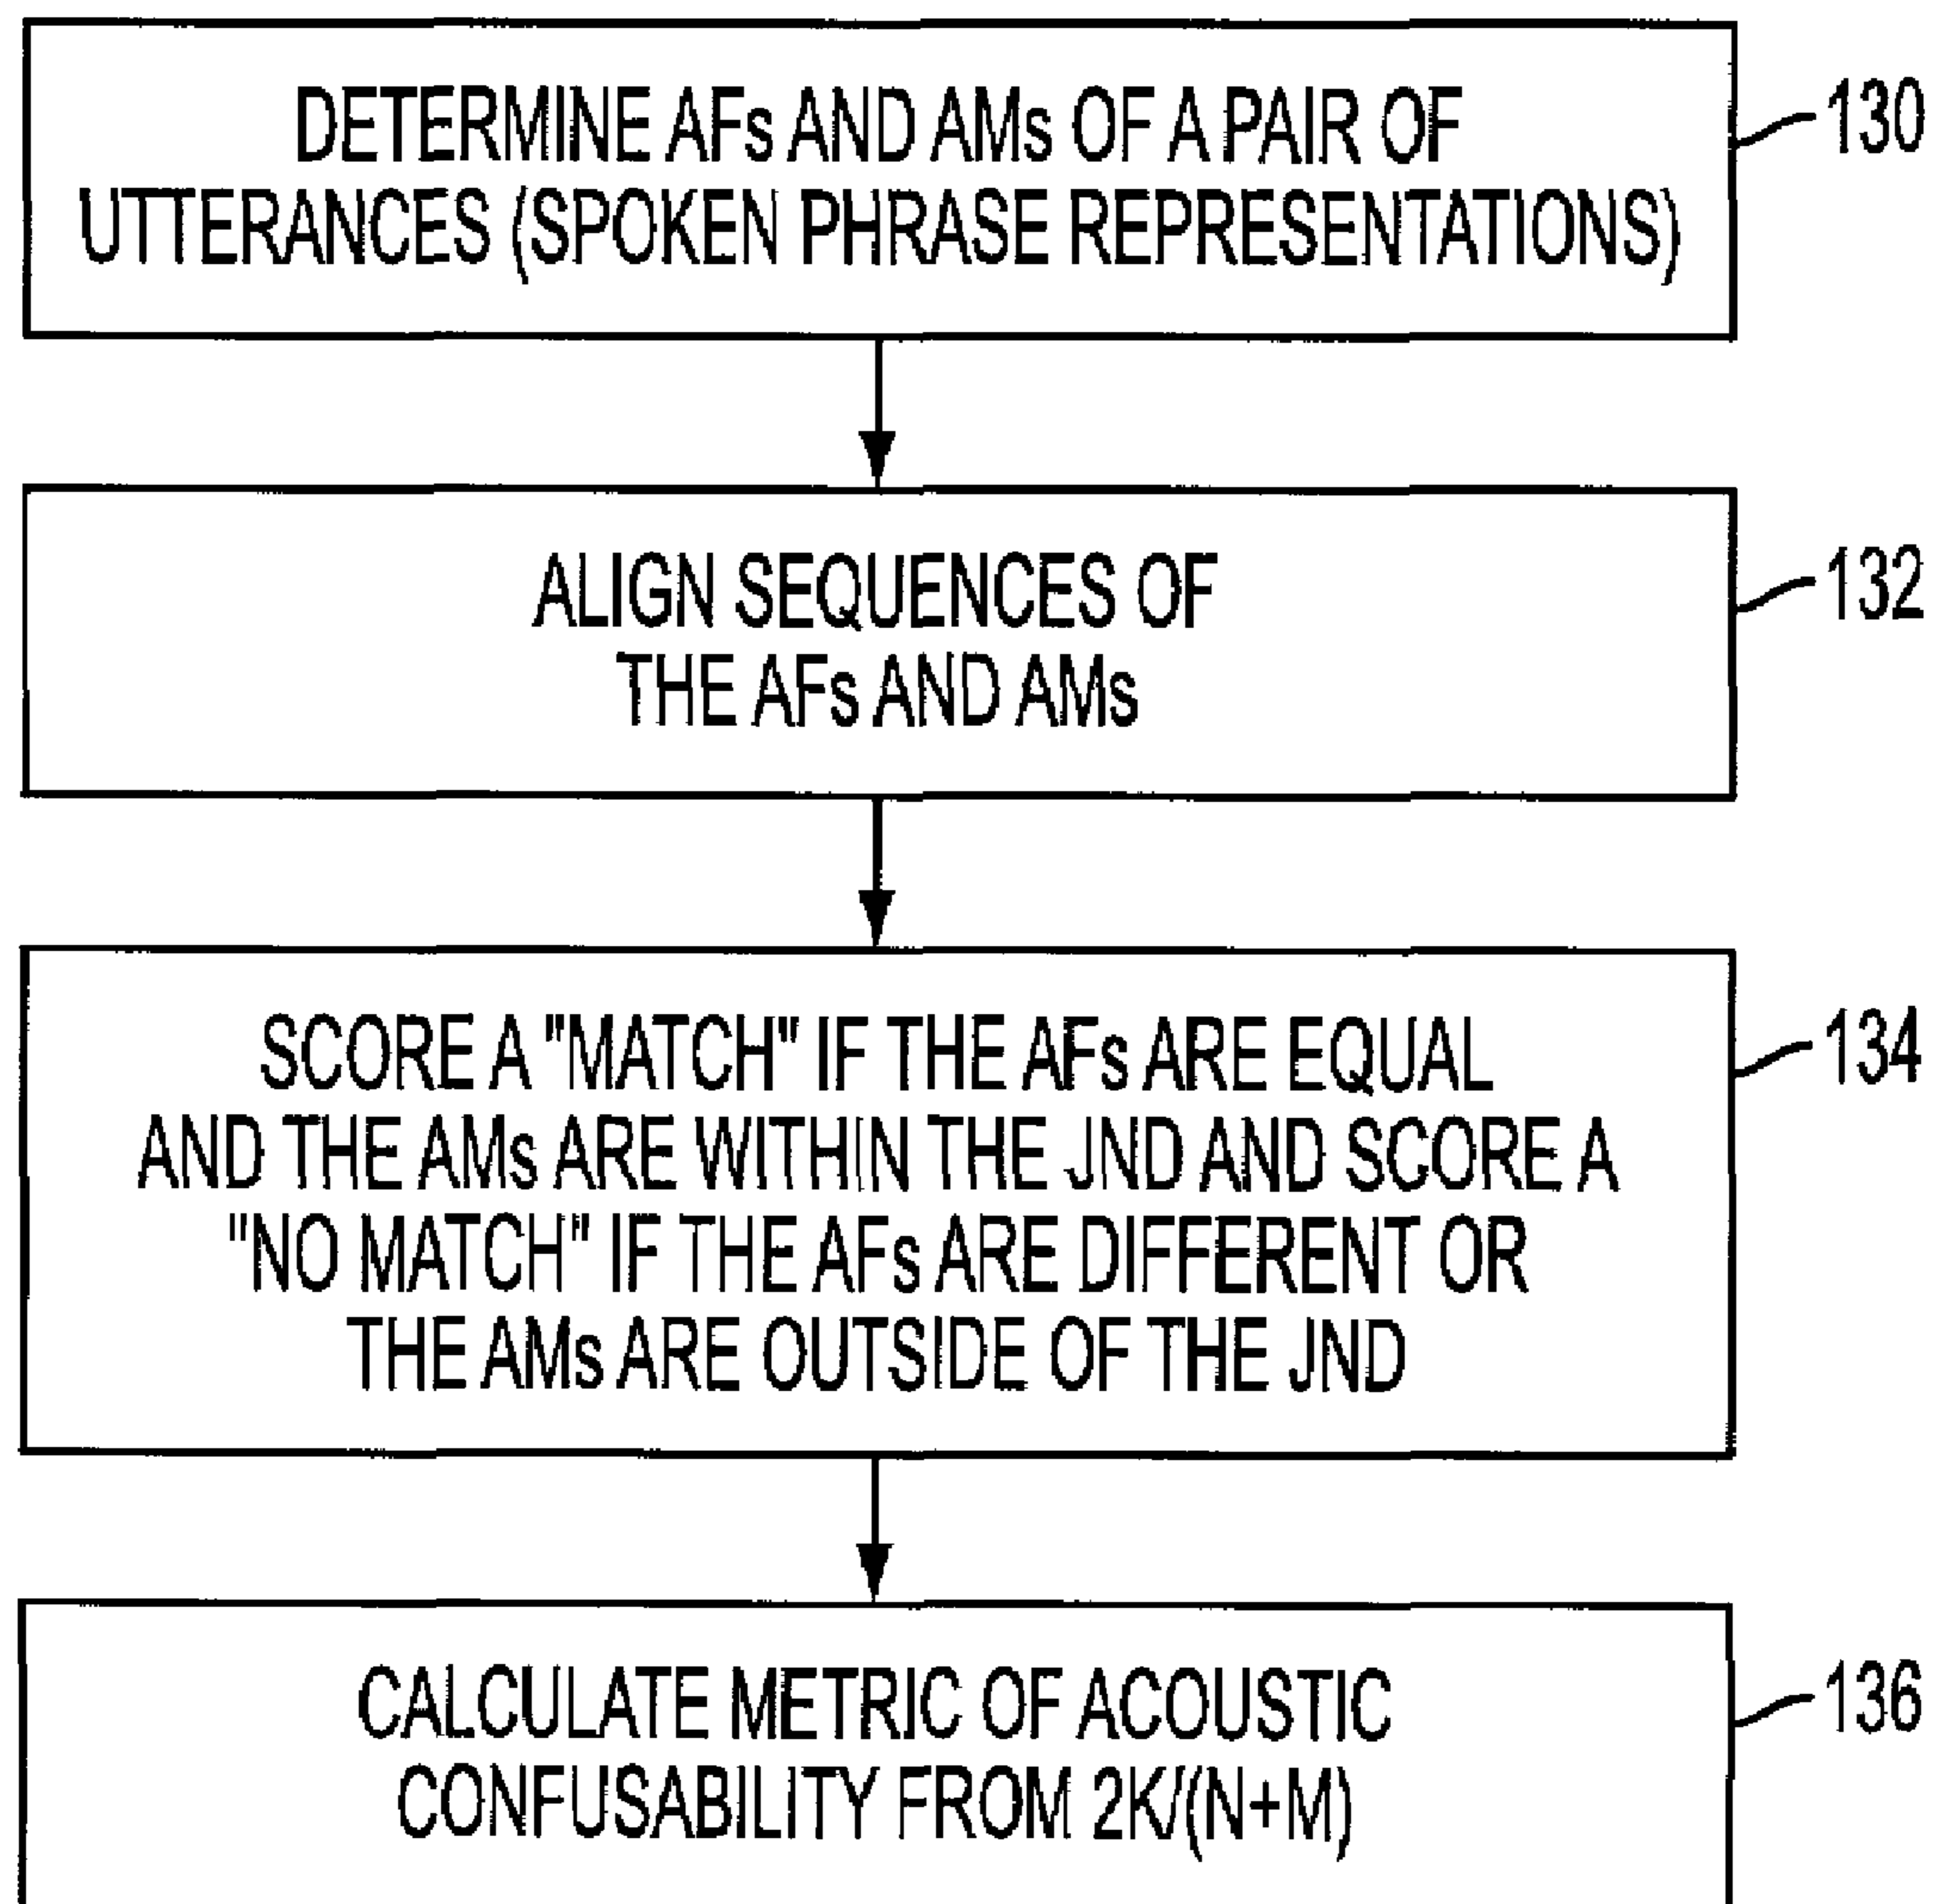 DETERMINE AFs AND AMs OF A PAIR OF
UTTERANCES (SPOKEN PHRASE REPRESENTATIONS)
130
ALIGN SEQUENCES OF
THE AFs AND AMs
132
SCORE A "MATCH" IF THE AFs ARE EQUAL
AND THE AMs ARE WITHIN THE JND AND SCORE A
"NO MATCH" IF THE AFs ARE DIFFERENT OR
THE AMs ARE OUTSIDE OF THE JND
134
CALCULATE METRIC OF ACOUSTIC
CONFUSABILITY FROM 2K/(N+M)
136